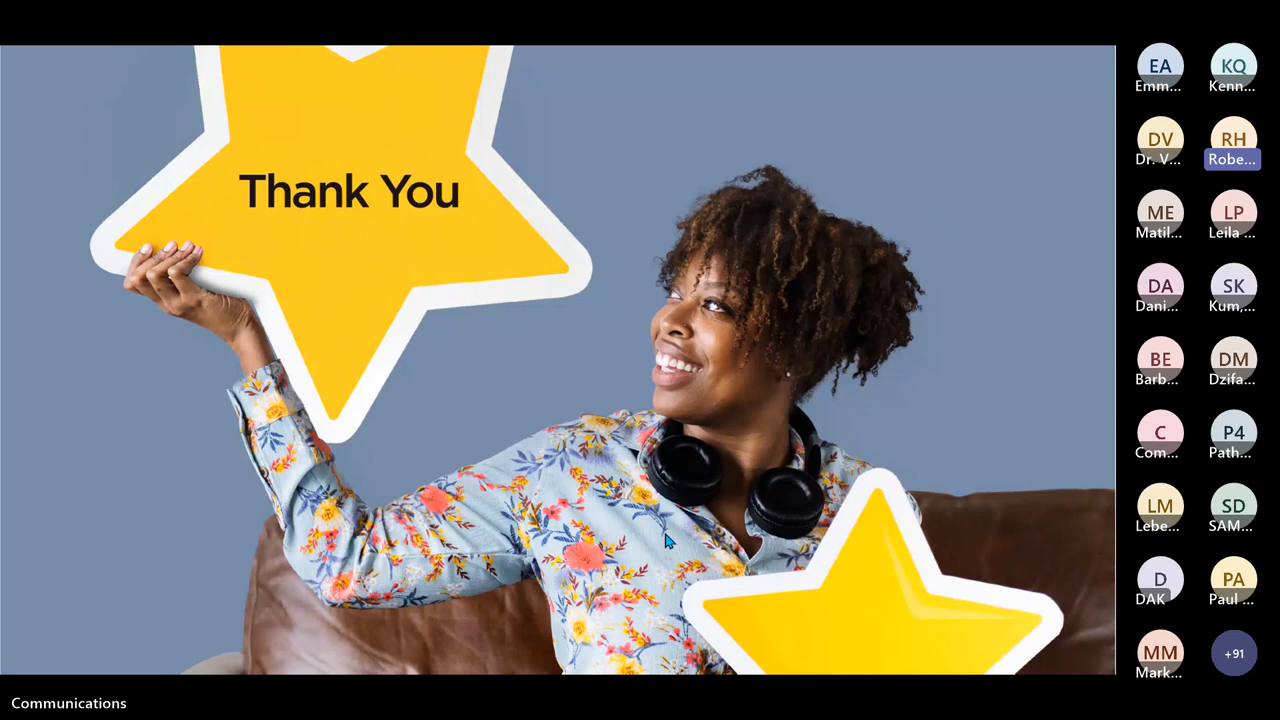 Thank You
EA
Emm...
KQ
Kenn...
DV
Dr. V...
RH
Robe...
ME
Matil...
LP
Leila ...
DA
Dani...
SK
Kum,...
BE
Barb...
DM
Dzifa...
C
Com...
P4
Path...
LM
Lebe...
SD
SAM...
D
DAK
PA
Paul ...
MM
Mark...
+91
Communications